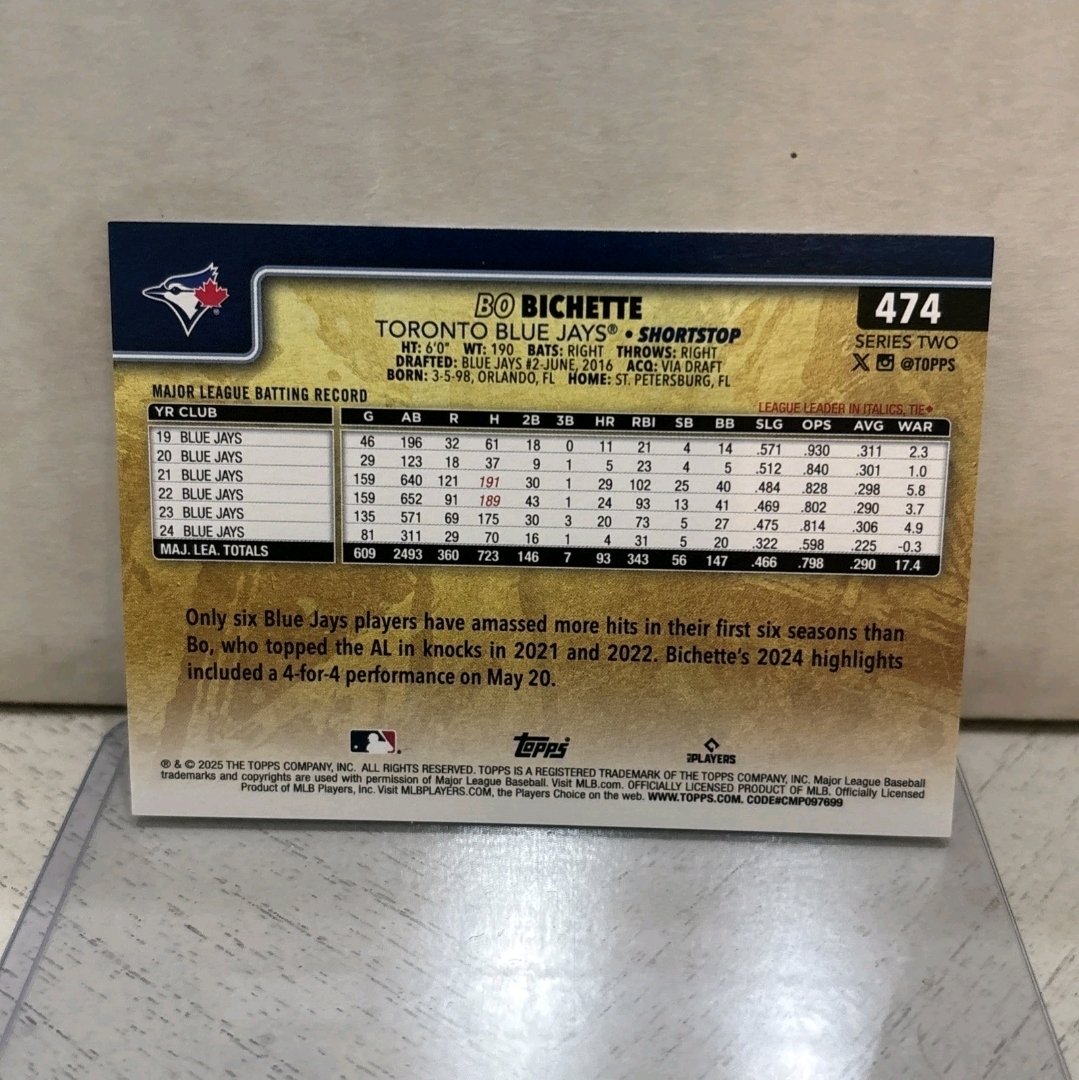 BO BICHETTE
474
TORONTO BLUE JAYS® • SHORTSTOP
SERIES TWO
HT: 6'0" WT: 190 BATS: RIGHT THROWS: RIGHT
@TOPPS
DRAFTED: BLUE JAYS #2-JUNE, 2016 ACQ: VIA DRAFT
BORN: 3-5-98, ORLANDO, FL HOME: ST. PETERSBURG, FL
MAJOR LEAGUE BATTING RECORD
LEAGUE LEADER IN ITALICS, TIE♦
YR CLUB G AB R H 2B 3B HR RBI SB BB SLG OPS AVG WAR
19 BLUE JAYS 46 196 32 61 18 0 11 21 4 14 .571 .930 .311 2.3
20 BLUE JAYS 29 123 18 37 9 1 5 23 4 5 .512 .840 .301 1.0
21 BLUE JAYS 159 640 121 191 30 1 29 102 25 40 .484 .828 .298 5.8
22 BLUE JAYS 159 652 91 189 43 1 24 93 13 41 .469 .802 .290 3.7
23 BLUE JAYS 135 571 69 175 30 3 20 73 5 27 .475 .814 .306 4.9
24 BLUE JAYS 81 311 29 70 16 1 4 31 5 20 .322 .598 .225 -0.3
MAJ. LEA. TOTALS 609 2493 360 723 146 7 93 343 56 147 .466 .798 .290 17.4
Only six Blue Jays players have amassed more hits in their first six seasons than
Bo, who topped the AL in knocks in 2021 and 2022. Bichette's 2024 highlights
included a 4-for-4 performance on May 20.
Topps
PLAYERS
® & © 2025 THE TOPPS COMPANY, INC. ALL RIGHTS RESERVED. TOPPS IS A REGISTERED TRADEMARK OF THE TOPPS COMPANY, INC. Major League Baseball
trademarks and copyrights are used with permission of Major League Baseball. Visit MLB.com. OFFICIALLY LICENSED PRODUCT OF MLB. Officially Licensed
Product of MLB Players, Inc. Visit MLBPLAYERS.COM, the Players Choice on the web. WWW.TOPPS.COM. CODE#CMP097699